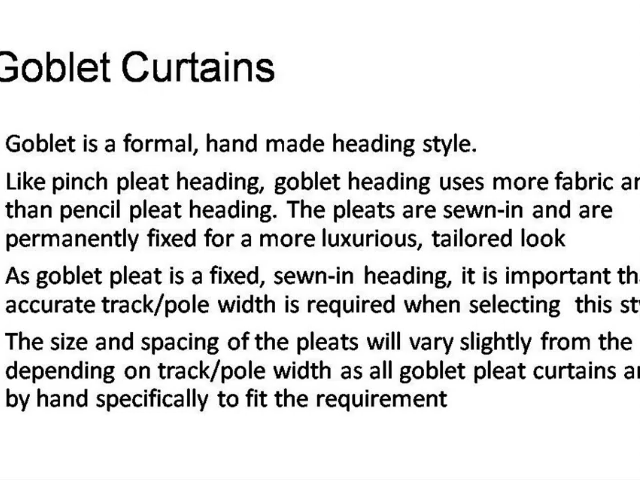 Goblet Curtains
Goblet is a formal, hand made heading style.
Like pinch pleat heading, goblet heading uses more fabric
than pencil pleat heading. The pleats are sewn-in and are
permanently fixed for a more luxurious, tailored look
As goblet pleat is a fixed, sewn-in heading, it is important
accurate track/pole width is required when selecting this
The size and spacing of the pleats will vary slightly from the
depending on track/pole width as all goblet pleat curtains
by hand specifically to fit the requirement